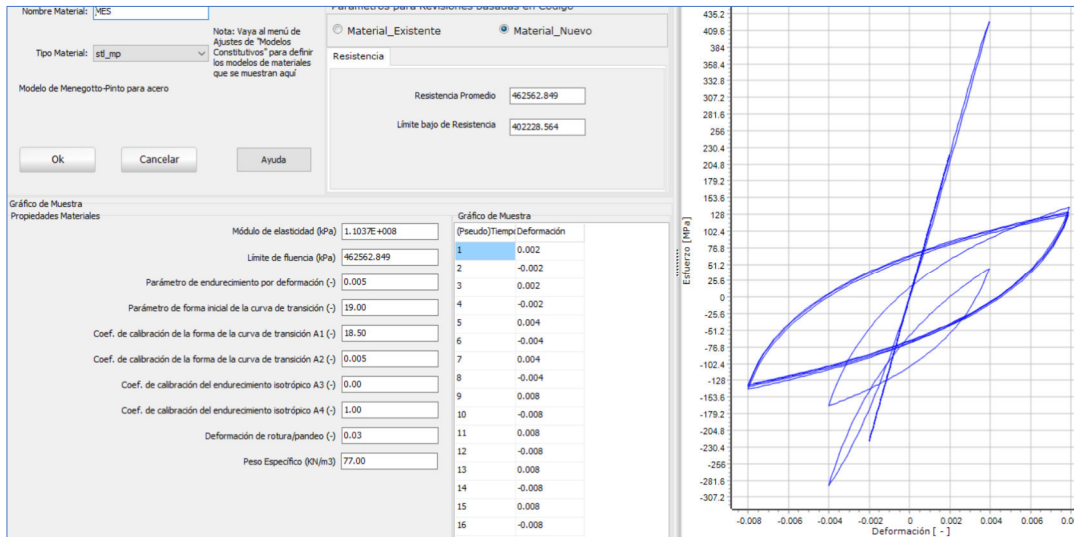 Nombre Material: MES
Tipo Material: stl_mp
Nota: Vaya al menú de
Ajustes de "Modelos
Constitutivos" para definir
los modelos de materiales
que se muestran aquí
Modelo de Menegotto-Pinto para acero
Ok Cancelar Ayuda
Parámetros para Revisiones Basadas en Código
Material_Existente Material_Nuevo
Resistencia
Resistencia Promedio 462562.849
Límite bajo de Resistencia 402228.564
Gráfico de Muestra
Propiedades Materiales
Módulo de elasticidad (kPa) 1.1037E+008
Límite de fluencia (kPa) 462562.849
Parámetro de endurecimiento por deformación (-) 0.005
Parámetro de forma inicial de la curva de transición (-) 19.00
Coef. de calibración de la forma de la curva de transición A1 (-) 18.50
Coef. de calibración de la forma de la curva de transición A2 (-) 0.005
Coef. de calibración del endurecimiento isotrópico A3 (-) 0.00
Coef. de calibración del endurecimiento isotrópico A4 (-) 1.00
Deformación de rotura/pandeo (-) 0.03
Peso Específico (KN/m3) 77.00
Gráfico de Muestra
(Pseudo)Tiempo Deformación
1 0.002
2 -0.002
3 0.002
4 -0.002
5 0.004
6 -0.004
7 0.004
8 -0.004
9 0.008
10 -0.008
11 0.008
12 -0.008
13 0.008
14 -0.008
15 0.008
16 -0.008
Esfuerzo [MPa]
435.2
409.6
384
358.4
332.8
307.2
281.6
256
230.4
204.8
179.2
153.6
128
102.4
76.8
51.2
25.6
0
-25.6
-51.2
-76.8
-102.4
-128
-153.6
-179.2
-204.8
-230.4
-256
-281.6
-307.2
-0.008 -0.006 -0.004 -0.002 0 0.002 0.004 0.006
Deformación [ - ]